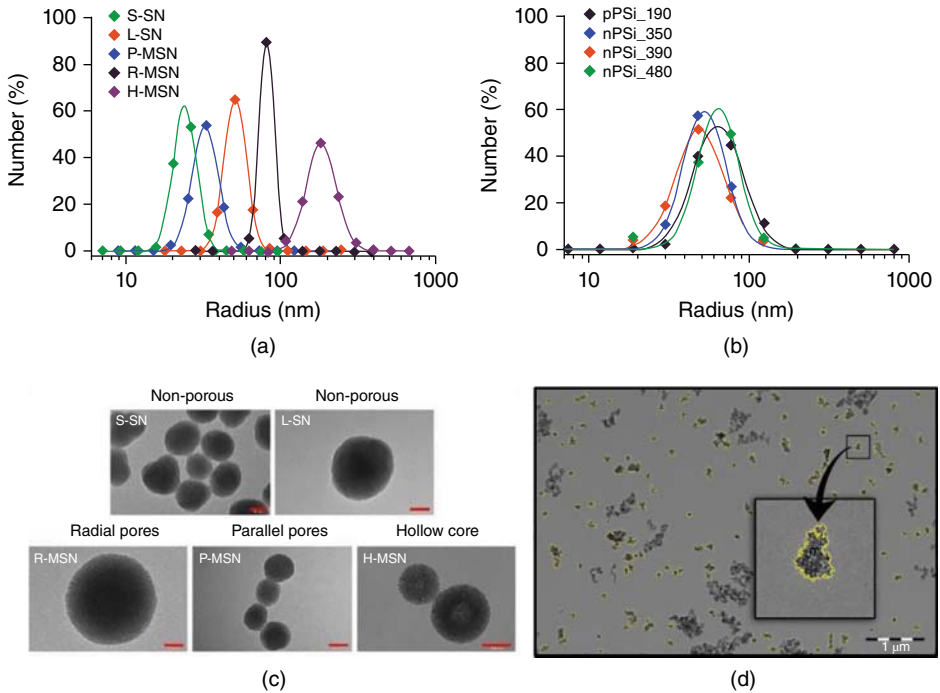 100
80
60
40
20
0
Number (%)
S-SN
L-SN
P-MSN
R-MSN
H-MSN
10
100
1000
Radius (nm)
(a)
100
80
60
40
20
0
Number (%)
pPSi_190
nPSi_350
nPSi_390
nPSi_480
10
100
1000
Radius (nm)
(b)
Non-porous
Non-porous
S-SN
L-SN
Radial pores
Parallel pores
Hollow core
R-MSN
P-MSN
H-MSN
(c)
1 μm
(d)